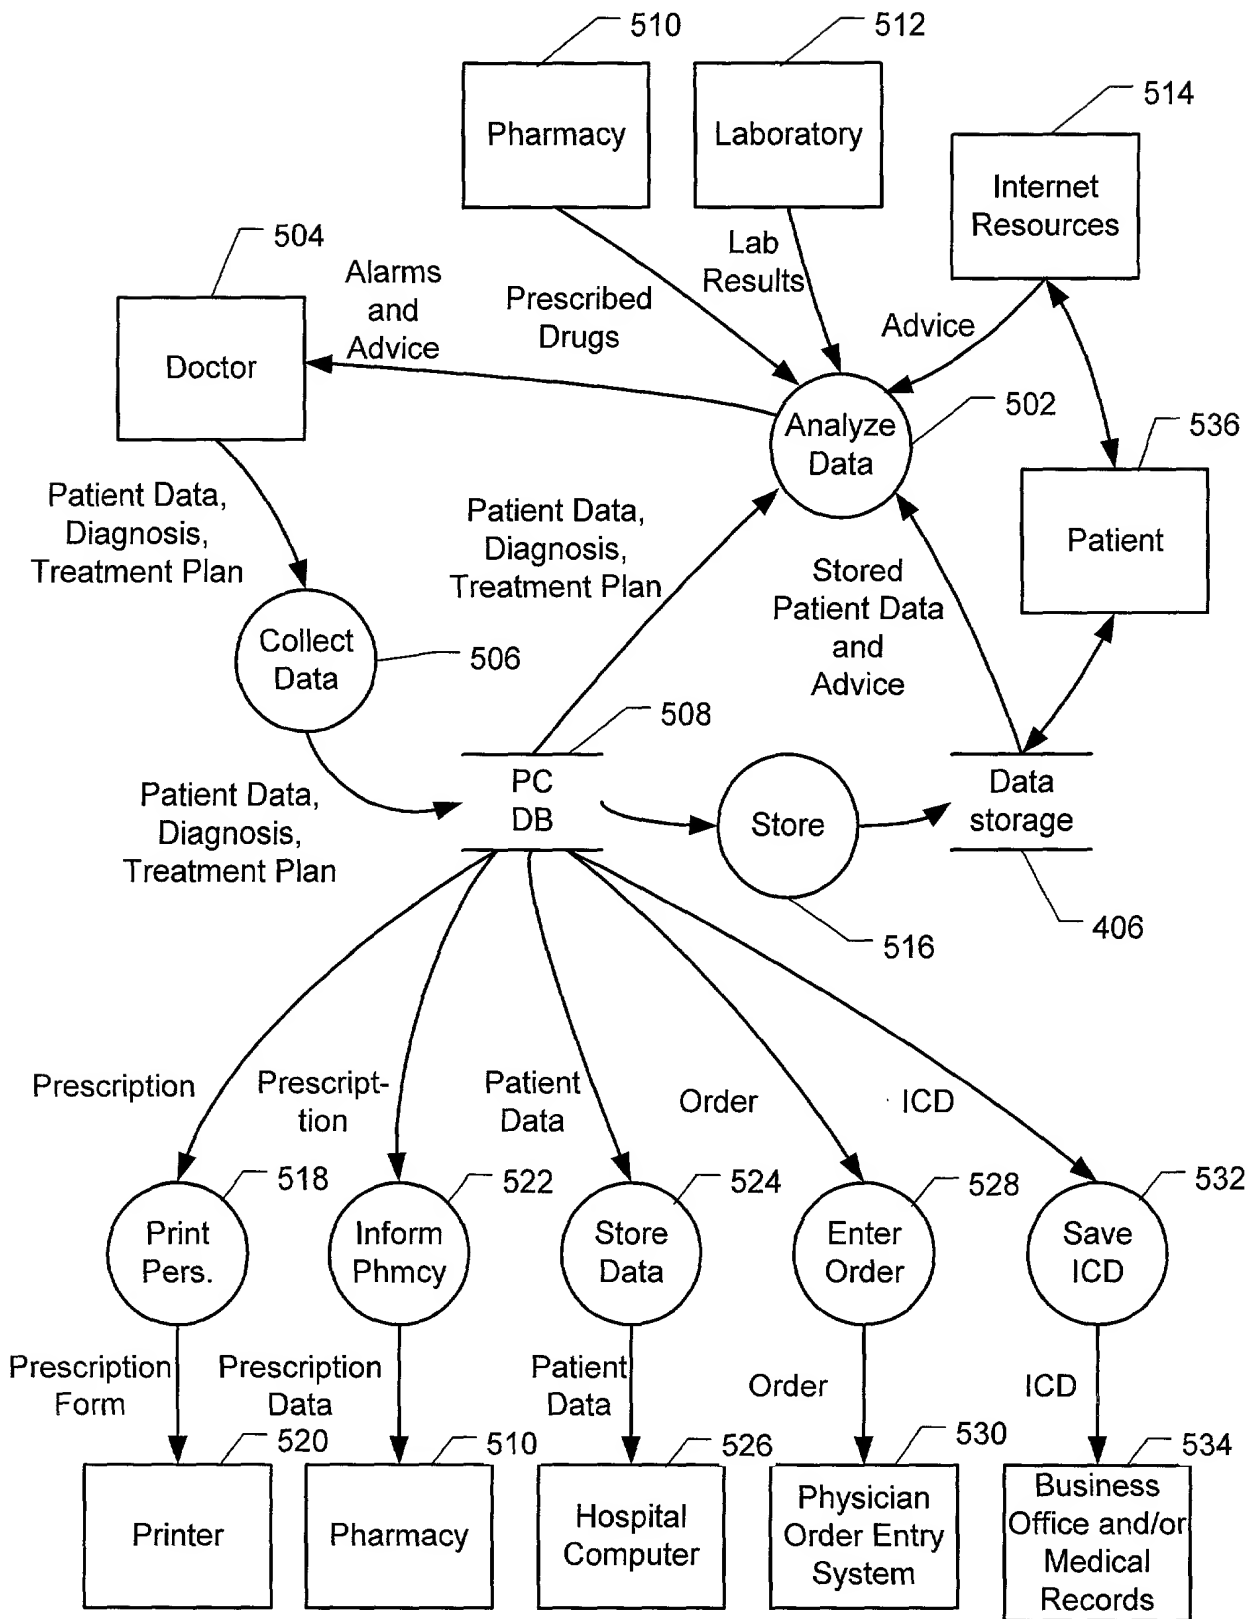 510
512
514
Pharmacy
Laboratory
Internet
Resources
504
Alarms
and
Advice
Lab
Results
Prescribed
Drugs
Advice
Doctor
502
Analyze
Data
536
Patient Data,
Diagnosis,
Treatment Plan
Patient Data,
Diagnosis,
Treatment Plan
Patient
Stored
Patient Data
and
Advice
Collect
Data
506
508
Patient Data,
Diagnosis,
Treatment Plan
PC
DB
Store
Data
storage
516
406
Prescription
Prescript-
tion
Patient
Data
Order
ICD
518
522
524
528
532
Print
Pers.
Inform
Phmcy
Store
Data
Enter
Order
Save
ICD
Prescription
Form
Prescription
Data
Patient
Data
Order
ICD
520
510
526
530
534
Printer
Pharmacy
Hospital
Computer
Physician
Order Entry
System
Business
Office and/or
Medical
Records